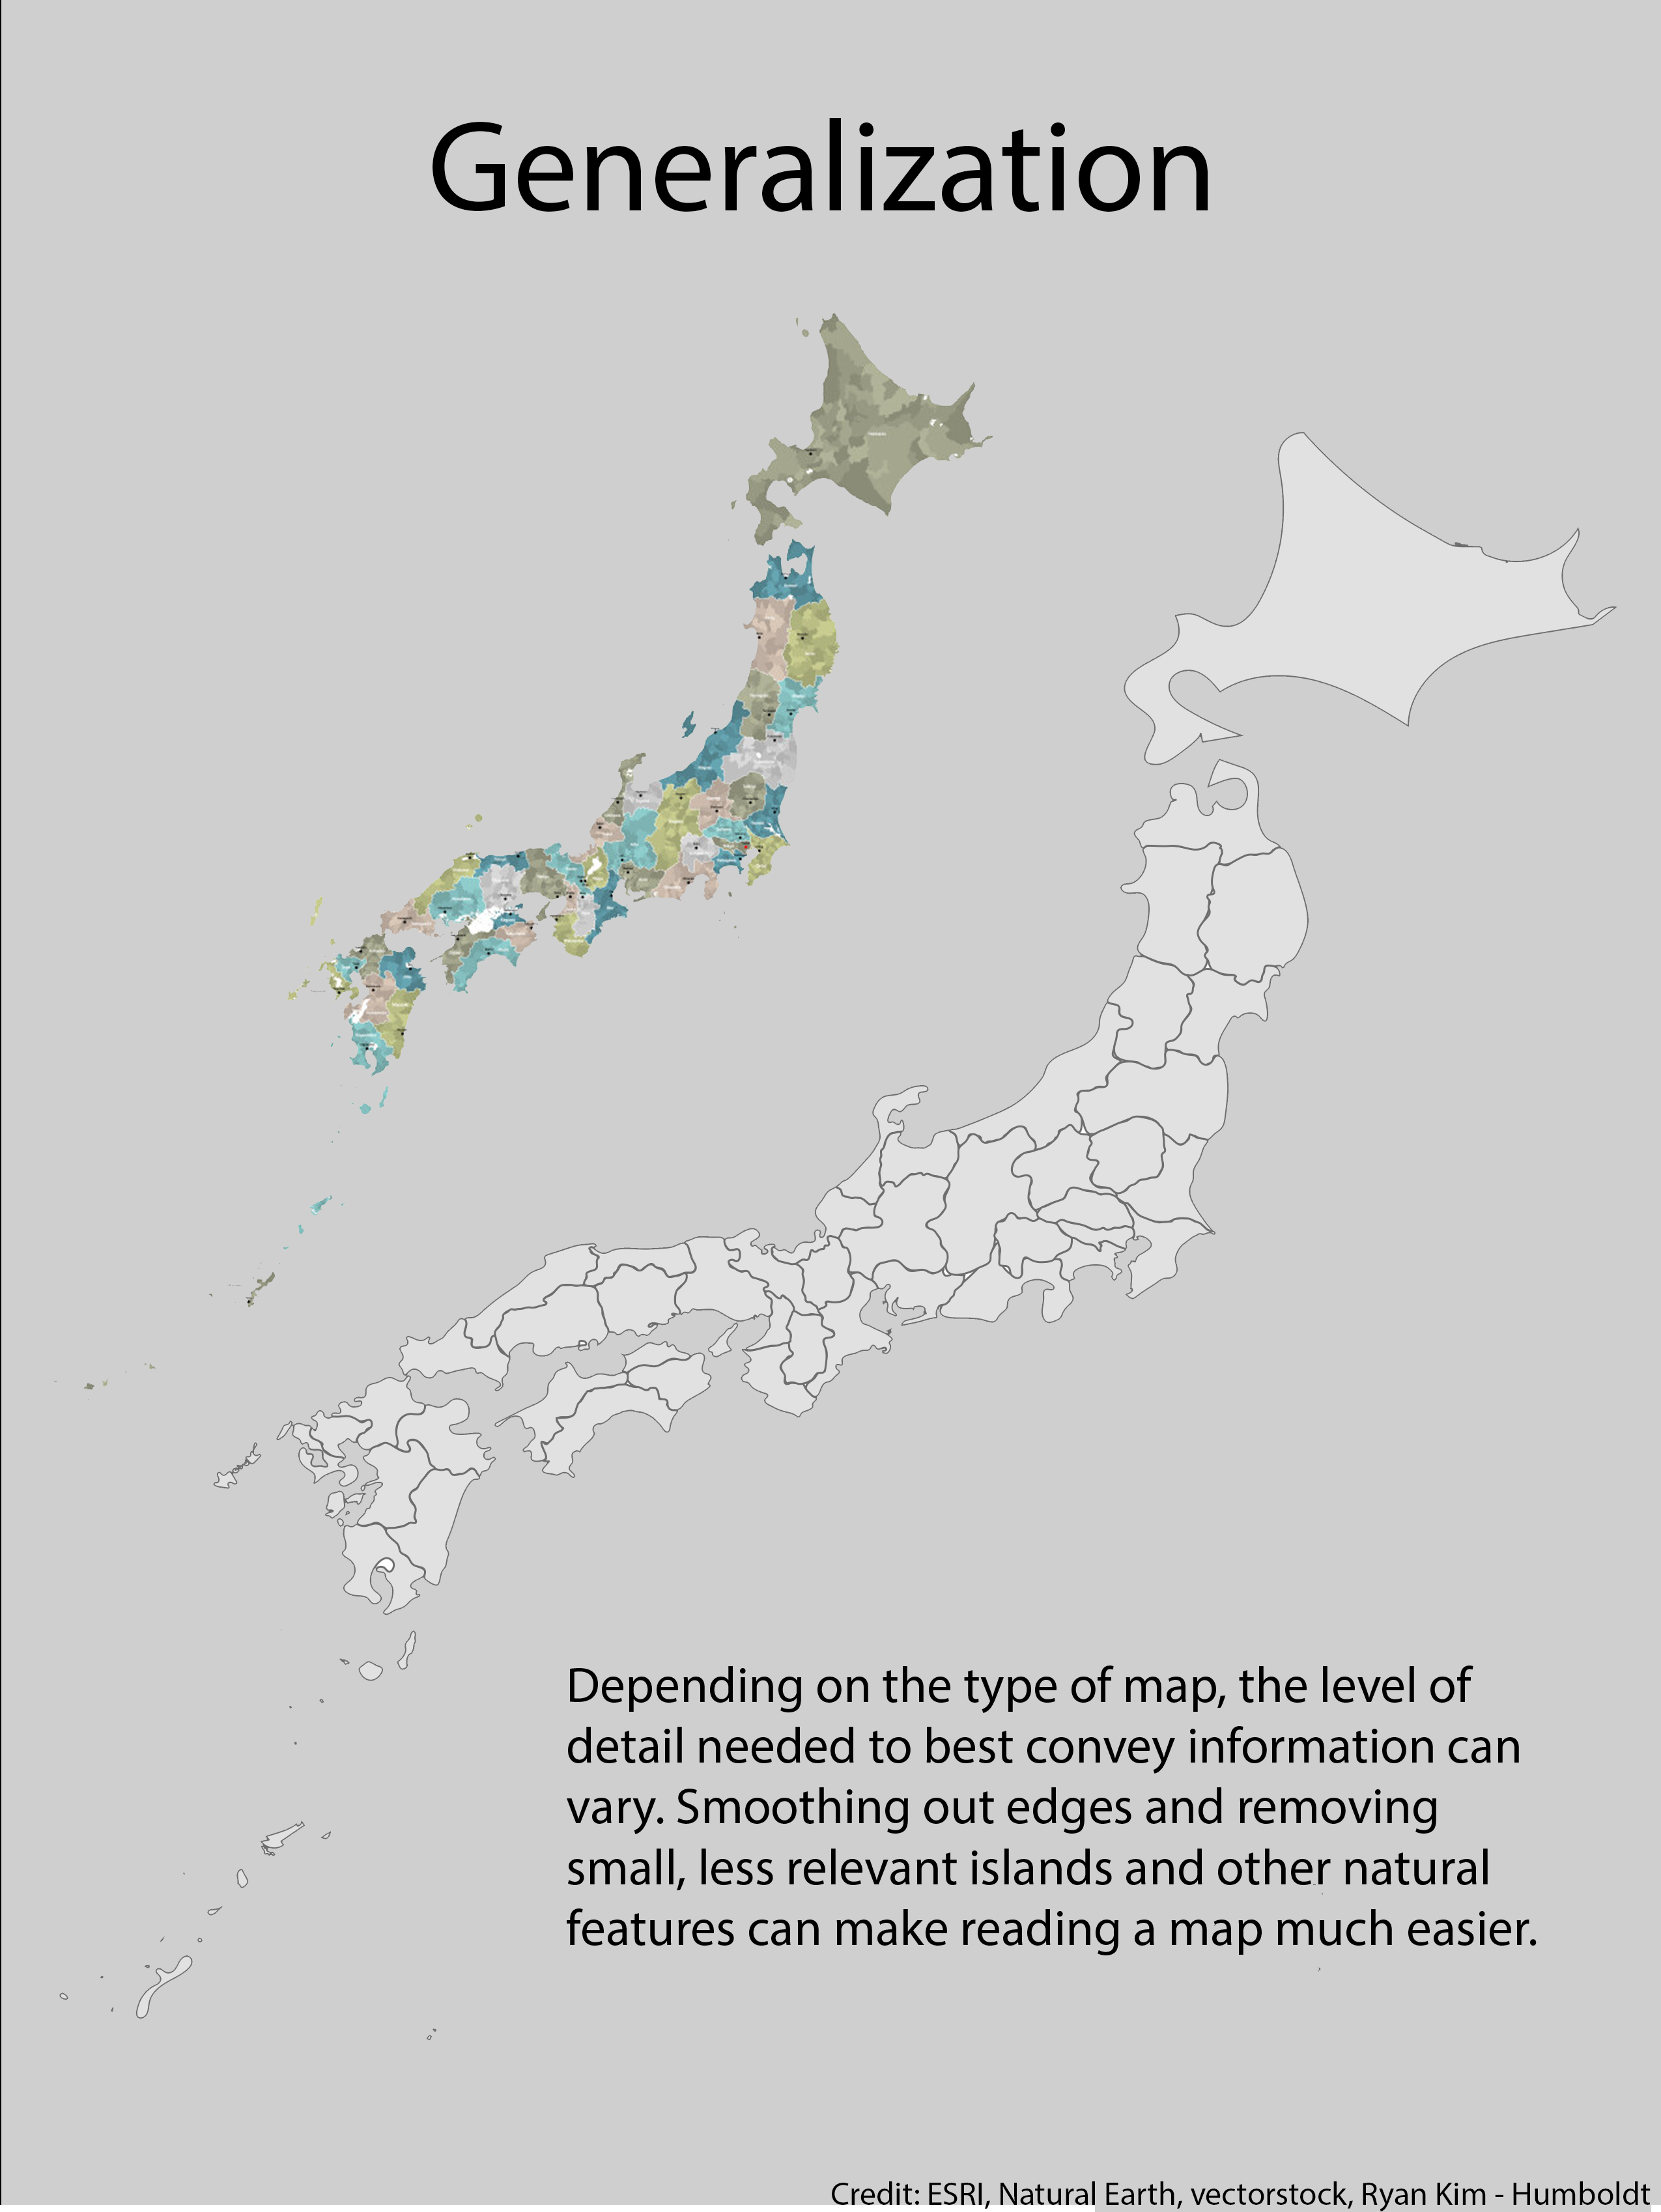 Generalization
Depending on the type of map, the level of
detail needed to best convey information can
vary. Smoothing out edges and removing
small, less relevant islands and other natural
features can make reading a map much easier.
Credit: ESRI, Natural Earth, vectorstock, Ryan Kim - Humboldt